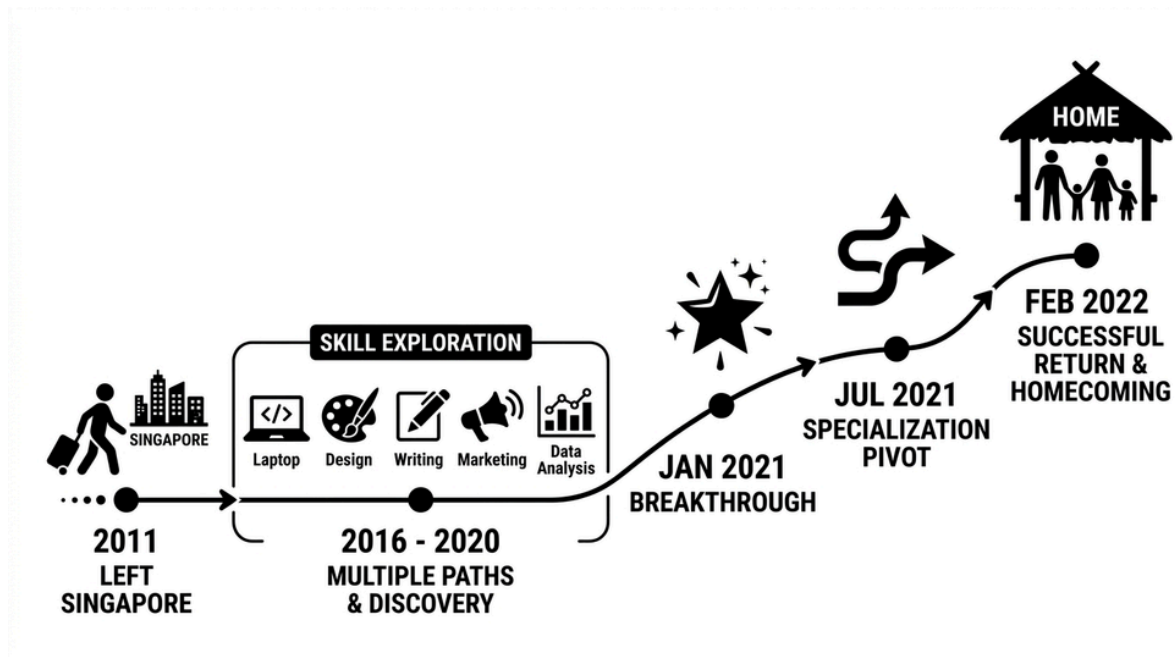 HOME
SKILL EXPLORATION
SINGAPORE
Laptop
Design
Writing
Marketing
Data
Analysis
2011
LEFT
SINGAPORE
2016 - 2020
MULTIPLE PATHS
& DISCOVERY
JAN 2021
BREAKTHROUGH
JUL 2021
SPECIALIZATION
PIVOT
FEB 2022
SUCCESSFUL
RETURN &
HOMECOMING